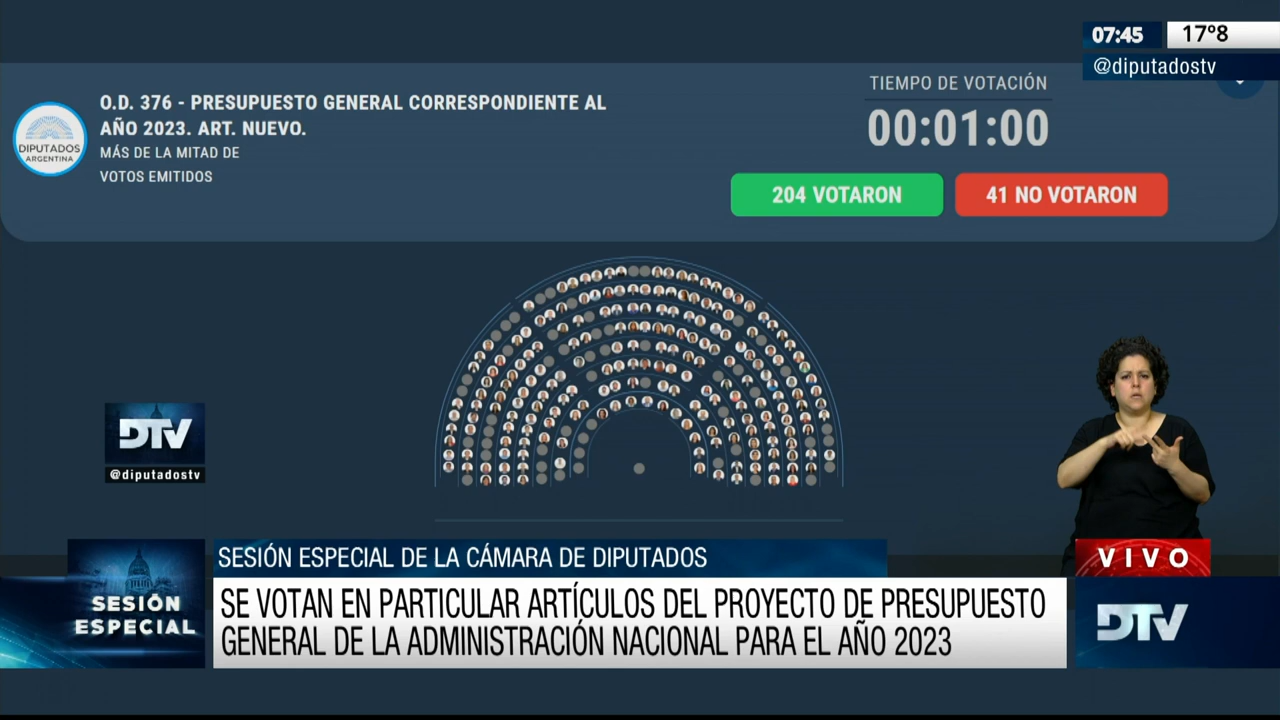 07:45
17º8
@diputadostv
O.D. 376 - PRESUPUESTO GENERAL CORRESPONDIENTE AL
AÑO 2023. ART. NUEVO.
MÁS DE LA MITAD DE
VOTOS EMITIDOS
DIPUTADOS
ARGENTINA
TIEMPO DE VOTACIÓN
00:01:00
204 VOTARON
41 NO VOTARON
DTV
@diputadostv
SESIÓN ESPECIAL DE LA CÁMARA DE DIPUTADOS
VIVO
SESIÓN
ESPECIAL
SE VOTAN EN PARTICULAR ARTÍCULOS DEL PROYECTO DE PRESUPUESTO
GENERAL DE LA ADMINISTRACIÓN NACIONAL PARA EL AÑO 2023
DTV